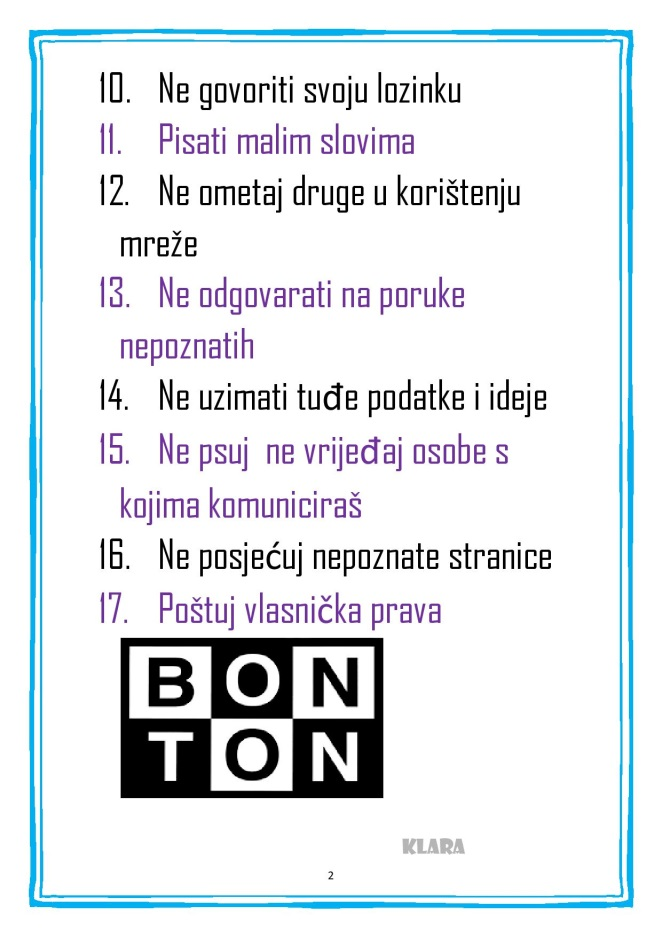 10. Ne govoriti svoju lozinku
11. Pisati malim slovima
12. Ne ometaj druge u korištenju
mreže
13. Ne odgovarati na poruke
nepoznatih
14. Ne uzimati tuđe podatke i ideje
15. Ne psuj  ne vrijeđaj osobe s
kojima komuniciraš
16. Ne posjećuj nepoznate stranice
17. Poštuj vlasnička prava
BON
TON
KLARA
2